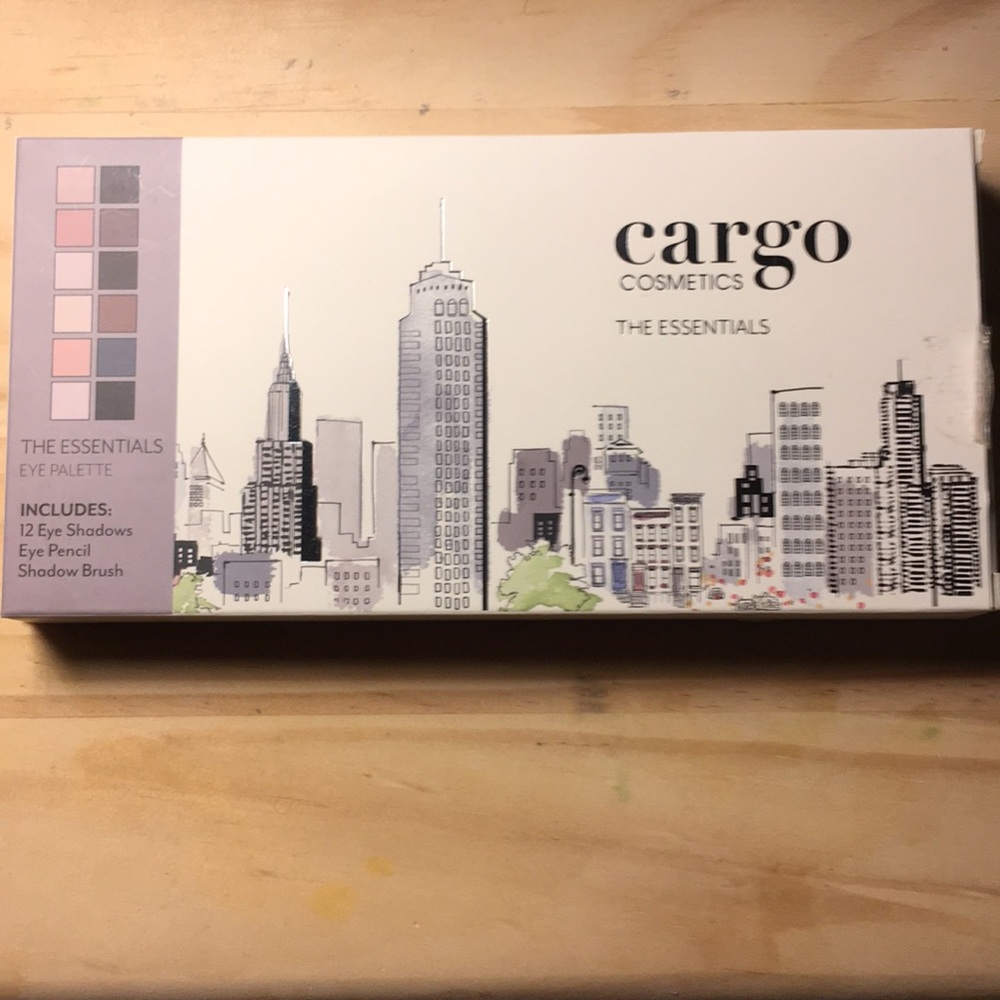 cargo
COSMETICS
THE ESSENTIALS
THE ESSENTIALS
EYE PALETTE
INCLUDES:
12 Eye Shadows
Eye Pencil
Shadow Brush